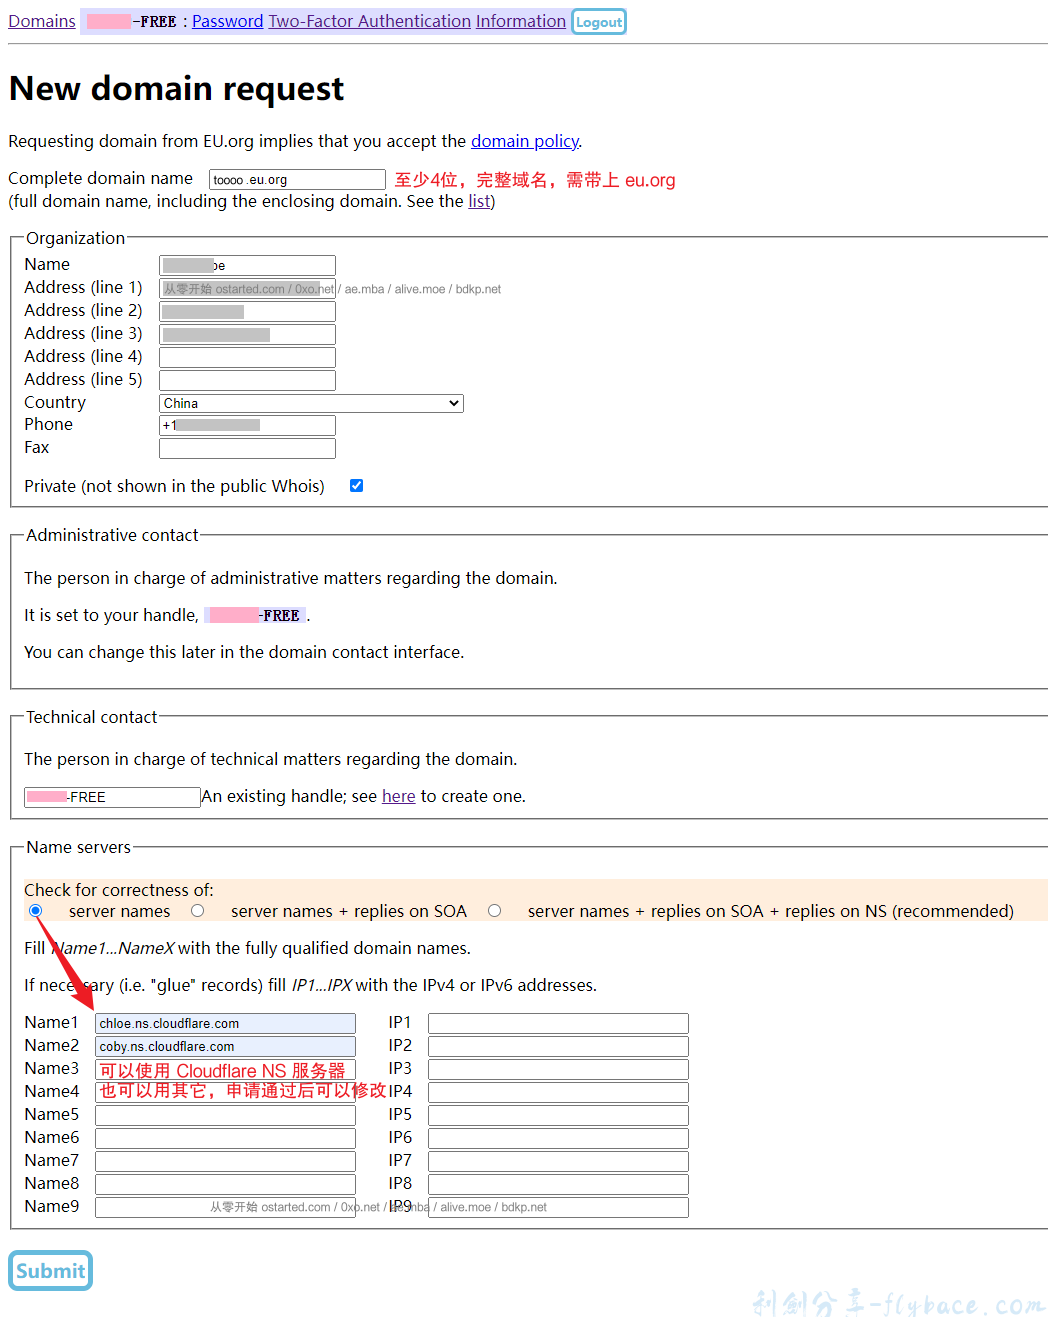 Domains -FREE : Password Two-Factor Authentication Information Logout
New domain request
Requesting domain from EU.org implies that you accept the domain policy.
Complete domain name toooo.eu.org 至少4位，完整域名，需带上 eu.org
(full domain name, including the enclosing domain. See the list)
Organization
Name
Address (line 1) 从零开始 ostarted.com / 0xo.net / ae.mba / alive.moe / bdkp.net
Address (line 2)
Address (line 3)
Address (line 4)
Address (line 5)
Country China
Phone +1
Fax
Private (not shown in the public Whois)
Administrative contact
The person in charge of administrative matters regarding the domain.
It is set to your handle, -FREE .
You can change this later in the domain contact interface.
Technical contact
The person in charge of technical matters regarding the domain.
-FREE An existing handle; see here to create one.
Name servers
Check for correctness of:
server names server names + replies on SOA server names + replies on SOA + replies on NS (recommended)
Fill Name1...NameX with the fully qualified domain names.
If necessary (i.e. "glue" records) fill IP1...IPX with the IPv4 or IPv6 addresses.
Name1 chloe.ns.cloudflare.com IP1
Name2 coby.ns.cloudflare.com IP2
Name3 可以使用 Cloudflare NS 服务器 IP3
Name4 也可以用其它，申请通过后可以修改 IP4
Name5 IP5
Name6 IP6
Name7 IP7
Name8 IP8
Name9 从零开始 ostarted.com / 0xo.net / ae.mba / alive.moe / bdkp.net IP9
Submit
利剑分享-flybace.com